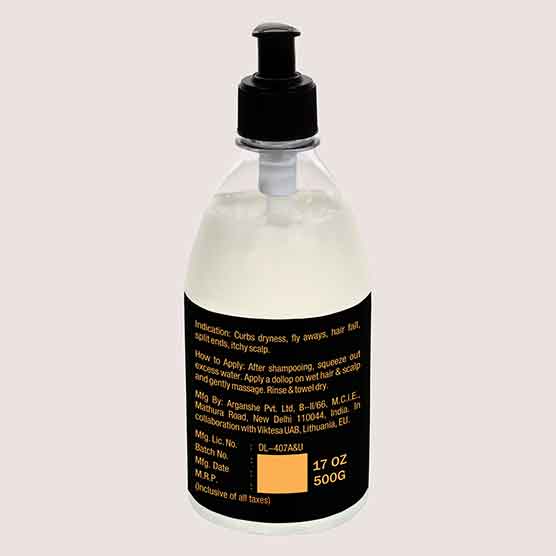 Indication: Curbs dryness, fly aways, hair fall,
split ends, itchy scalp.
How to Apply: After shampooing, squeeze out
excess water. Apply a dollop on wet hair & scalp
and gently massage. Rinse & towel dry.
Mfg By: Arganshe Pvt. Ltd, B–II/66, M.C.I.E.,
Mathura Road, New Delhi 110044, India. In
collaboration with Viktesa UAB, Lithuania, EU.
Mfg. Lic. No. : DL–407A&U
Batch No. :
Mfg. Date :
M.R.P. :
(inclusive of all taxes)
17 OZ
500G